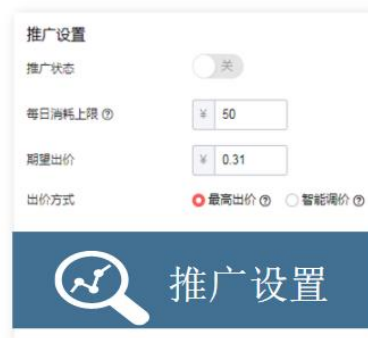 推广设置
推广状态 关
每日消耗上限 ? ¥ 50
期望出价 ¥ 0.31
出价方式 最高出价 ? 智能调价 ?
推广设置